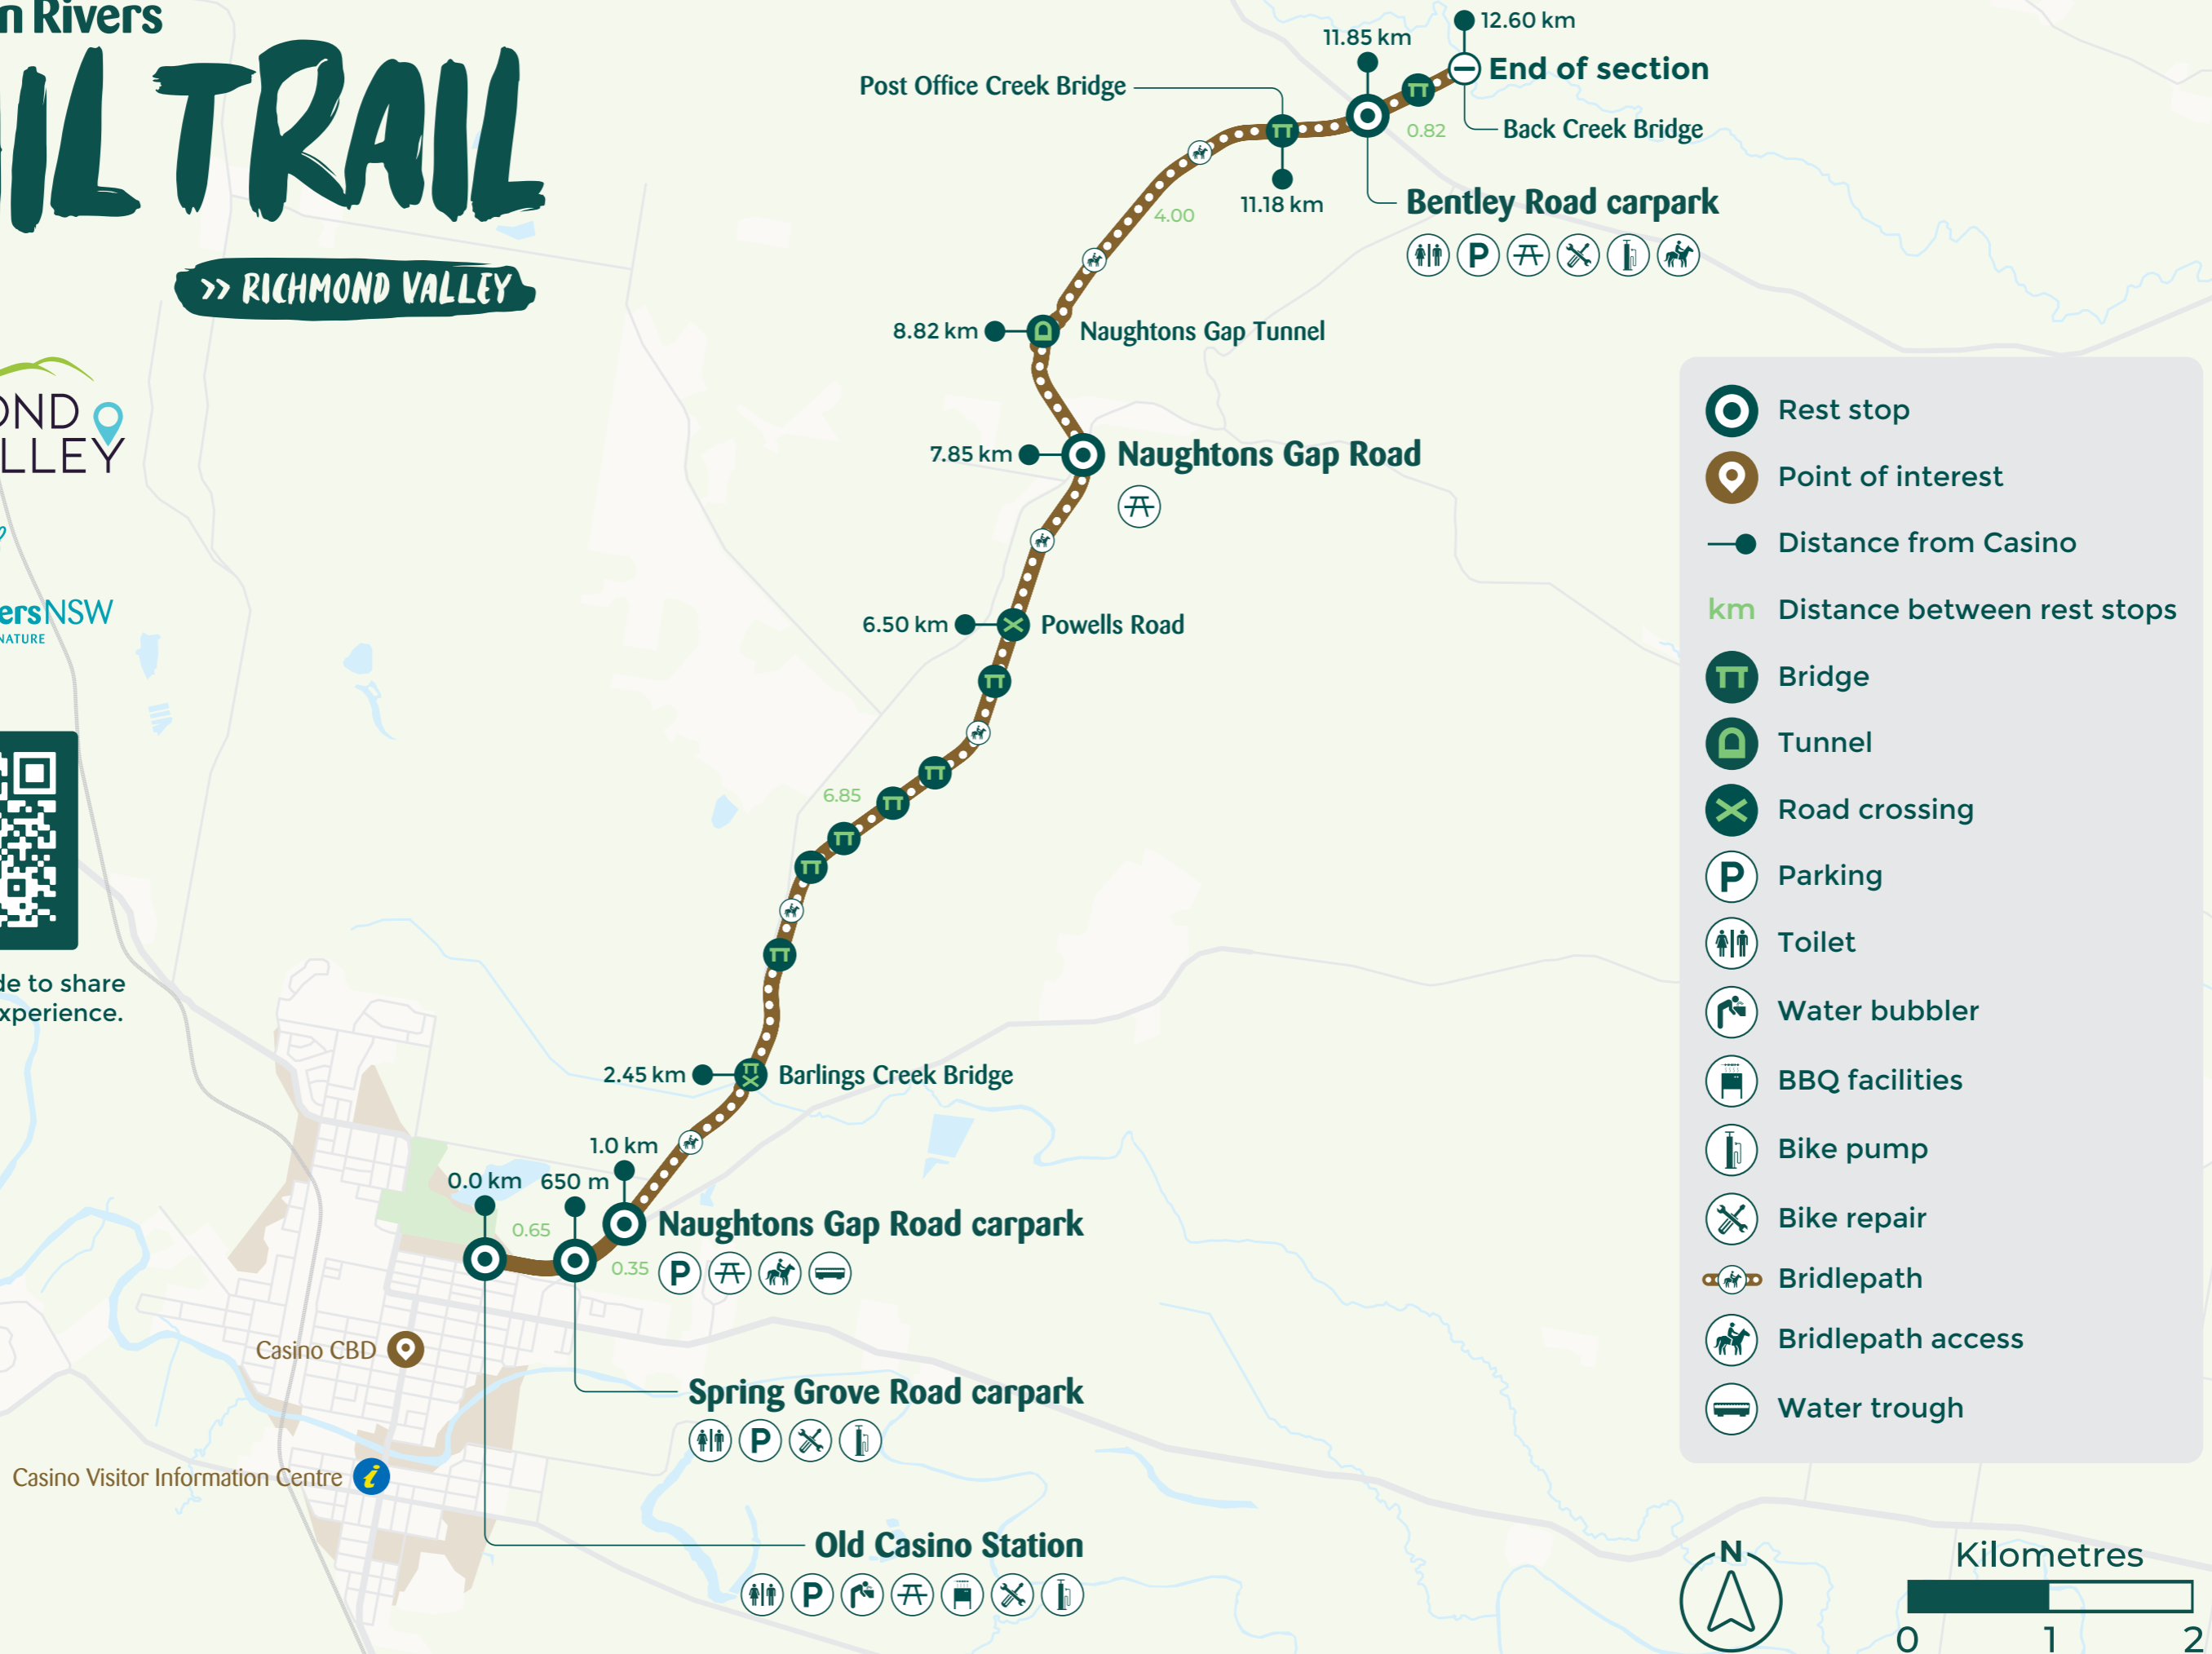 n Rivers
IL TRAIL
>> RICHMOND VALLEY
OND
LLEY
ersNSW
NATURE
de to share
xperience.
12.60 km
11.85 km
End of section
Post Office Creek Bridge
0.82
Back Creek Bridge
4.00
11.18 km
Bentley Road carpark
P
8.82 km
Naughtons Gap Tunnel
7.85 km
Naughtons Gap Road
6.50 km
Powells Road
6.85
2.45 km
Barlings Creek Bridge
1.0 km
0.0 km
650 m
0.65
Naughtons Gap Road carpark
0.35
P
Casino CBD
Spring Grove Road carpark
P
Casino Visitor Information Centre
i
Old Casino Station
P
Rest stop
Point of interest
Distance from Casino
km Distance between rest stops
Bridge
Tunnel
Road crossing
P Parking
Toilet
Water bubbler
BBQ facilities
Bike pump
Bike repair
Bridlepath
Bridlepath access
Water trough
N
Kilometres
0 1 2